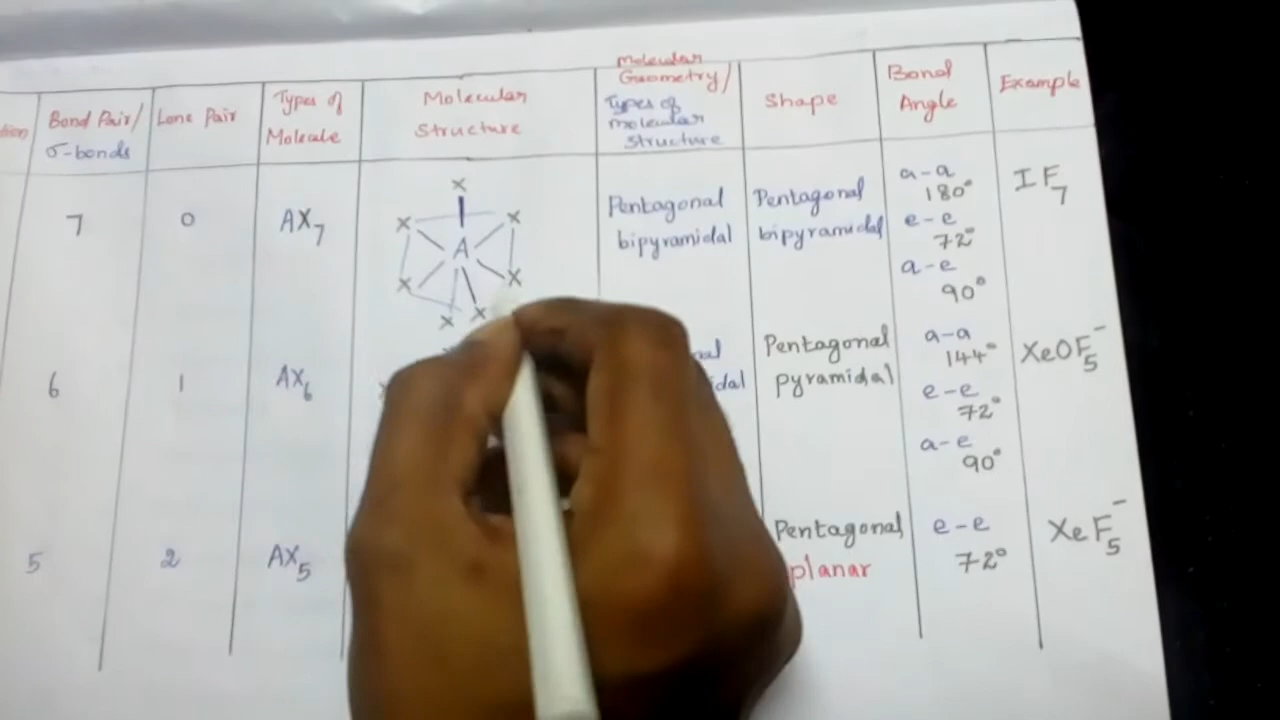 Bond Pair/
σ-bonds
Lone Pair
Types of
Molecule
Molecular
Structure
Molecular
Geometry/
Types of
molecular
structure
Shape
Bond
Angle
Example
7
0
AX₇
X
X X
A
X X
X X
Pentagonal
bipyramidal
Pentagonal
bipyramidal
a-a
180°
e-e
72°
a-e
90°
IF₇
6
1
AX₆
Pentagonal
pyramidal
a-a
144°
e-e
72°
a-e
90°
XeOF₅⁻
5
2
AX₅
Pentagonal
planar
e-e
72°
XeF₅⁻